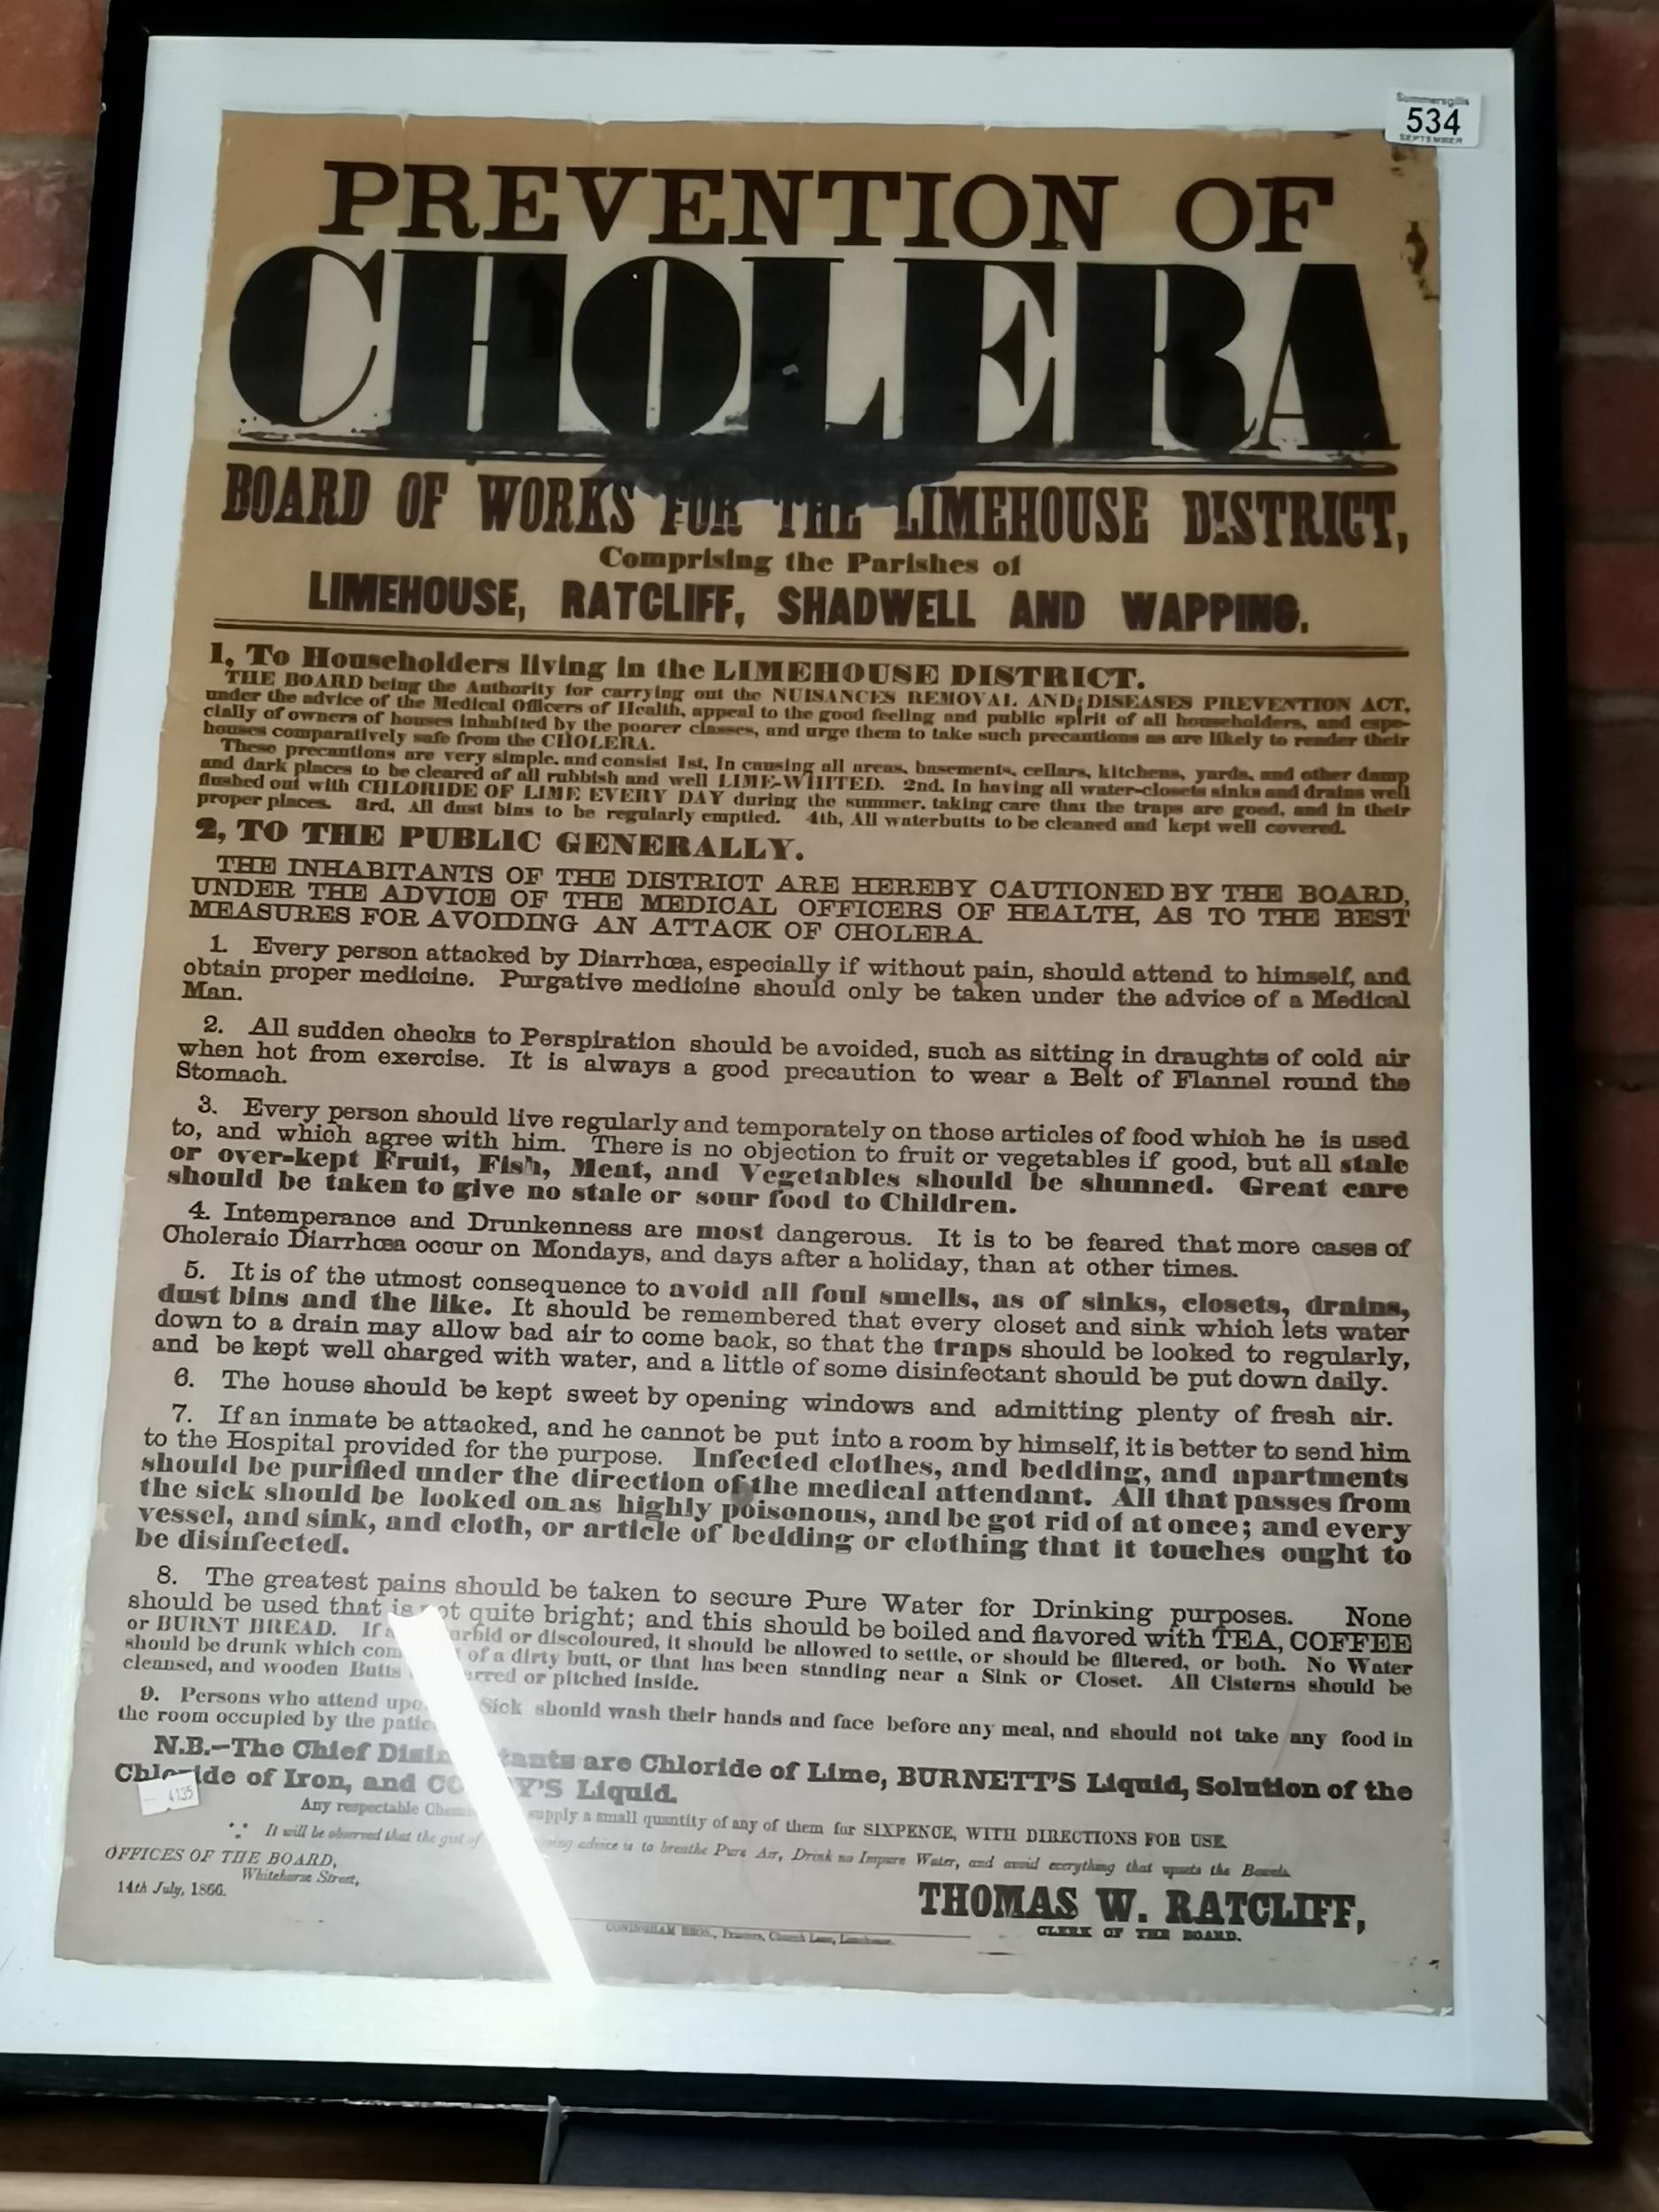 Summersgills
534
SEPTEMBER
PREVENTION OF
CHOLERA
BOARD OF WORKS FOR THE LIMEHOUSE DISTRICT,
Comprising the Parishes of
LIMEHOUSE, RATCLIFF, SHADWELL AND WAPPING.
1, To Householders living in the LIMEHOUSE DISTRICT.
THE BOARD being the Authority for carrying out the NUISANCES REMOVAL AND DISEASES PREVENTION ACT,
under the advice of the Medical Officers of Health, appeal to the good feeling and public spirit of all householders, and espe-
cially of owners of houses inhabited by the poorer classes, and urge them to take such precautions as are likely to render their
houses comparatively safe from the CHOLERA.
These precautions are very simple, and consist 1st, In causing all areas, basements, cellars, kitchens, yards, and other damp
and dark places to be cleared of all rubbish and well LIME-WHITED. 2nd, In having all water-closets sinks and drains well
flushed out with CHLORIDE OF LIME EVERY DAY during the summer, taking care that the traps are good, and in their
proper places. 3rd, All dust bins to be regularly emptied. 4th, All waterbutts to be cleaned and kept well covered.
2, TO THE PUBLIC GENERALLY.
THE INHABITANTS OF THE DISTRICT ARE HEREBY CAUTIONED BY THE BOARD,
UNDER THE ADVICE OF THE MEDICAL OFFICERS OF HEALTH, AS TO THE BEST
MEASURES FOR AVOIDING AN ATTACK OF CHOLERA.
1. Every person attacked by Diarrhœa, especially if without pain, should attend to himself, and
obtain proper medicine. Purgative medicine should only be taken under the advice of a Medical
Man.
2. All sudden checks to Perspiration should be avoided, such as sitting in draughts of cold air
when hot from exercise. It is always a good precaution to wear a Belt of Flannel round the
Stomach.
3. Every person should live regularly and temporately on those articles of food which he is used
to, and which agree with him. There is no objection to fruit or vegetables if good, but all stale
or over-kept Fruit, Fish, Meat, and Vegetables should be shunned. Great care
should be taken to give no stale or sour food to Children.
4. Intemperance and Drunkenness are most dangerous. It is to be feared that more cases of
Choleraic Diarrhœa occur on Mondays, and days after a holiday, than at other times.
5. It is of the utmost consequence to avoid all foul smells, as of sinks, closets, drains,
dust bins and the like. It should be remembered that every closet and sink which lets water
down to a drain may allow bad air to come back, so that the traps should be looked to regularly,
and be kept well charged with water, and a little of some disinfectant should be put down daily.
6. The house should be kept sweet by opening windows and admitting plenty of fresh air.
7. If an inmate be attacked, and he cannot be put into a room by himself, it is better to send him
to the Hospital provided for the purpose. Infected clothes, and bedding, and apartments
should be purified under the direction of the medical attendant. All that passes from
the sick should be looked on as highly poisonous, and be got rid of at once; and every
vessel, and sink, and cloth, or article of bedding or clothing that it touches ought to
be disinfected.
8. The greatest pains should be taken to secure Pure Water for Drinking purposes. None
should be used that is not quite bright; and this should be boiled and flavored with TEA, COFFEE
or BURNT BREAD. If or discoloured, it should be allowed to settle, or should be filtered, or both. No Water
should be drunk which of a dirty butt, or that has been standing near a Sink or Closet. All Cisterns should be
cleansed, and wooden Butts or pitched inside.
9. Persons who attend Sick should wash their hands and face before any meal, and should not take any food in
the room occupied by the
N.B.—The Chief are Chloride of Lime, BURNETT'S Liquid, Solution of the
Chloride of Iron, and Liquid.
Any respectable supply a small quantity of any of them for SIXPENCE, WITH DIRECTIONS FOR USE.
It will be observed that the gist of advice is to breathe Pure Air, Drink no Impure Water, and avoid everything that upsets the Bowels.
OFFICES OF THE BOARD,
Whitehorse Street,
14th July, 1866.
THOMAS W. RATCLIFF,
CLERK OF THE BOARD.
CONINGHAM BROS., Printers, Church Lane, Limehouse.